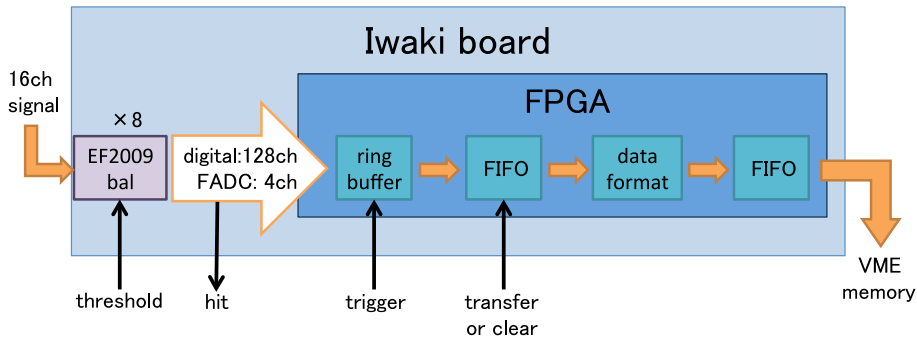 Iwaki board
16ch
signal
×8
EF2009
bal
digital:128ch
FADC: 4ch
FPGA
ring
buffer
FIFO
data
format
FIFO
threshold
hit
trigger
transfer
or clear
VME
memory